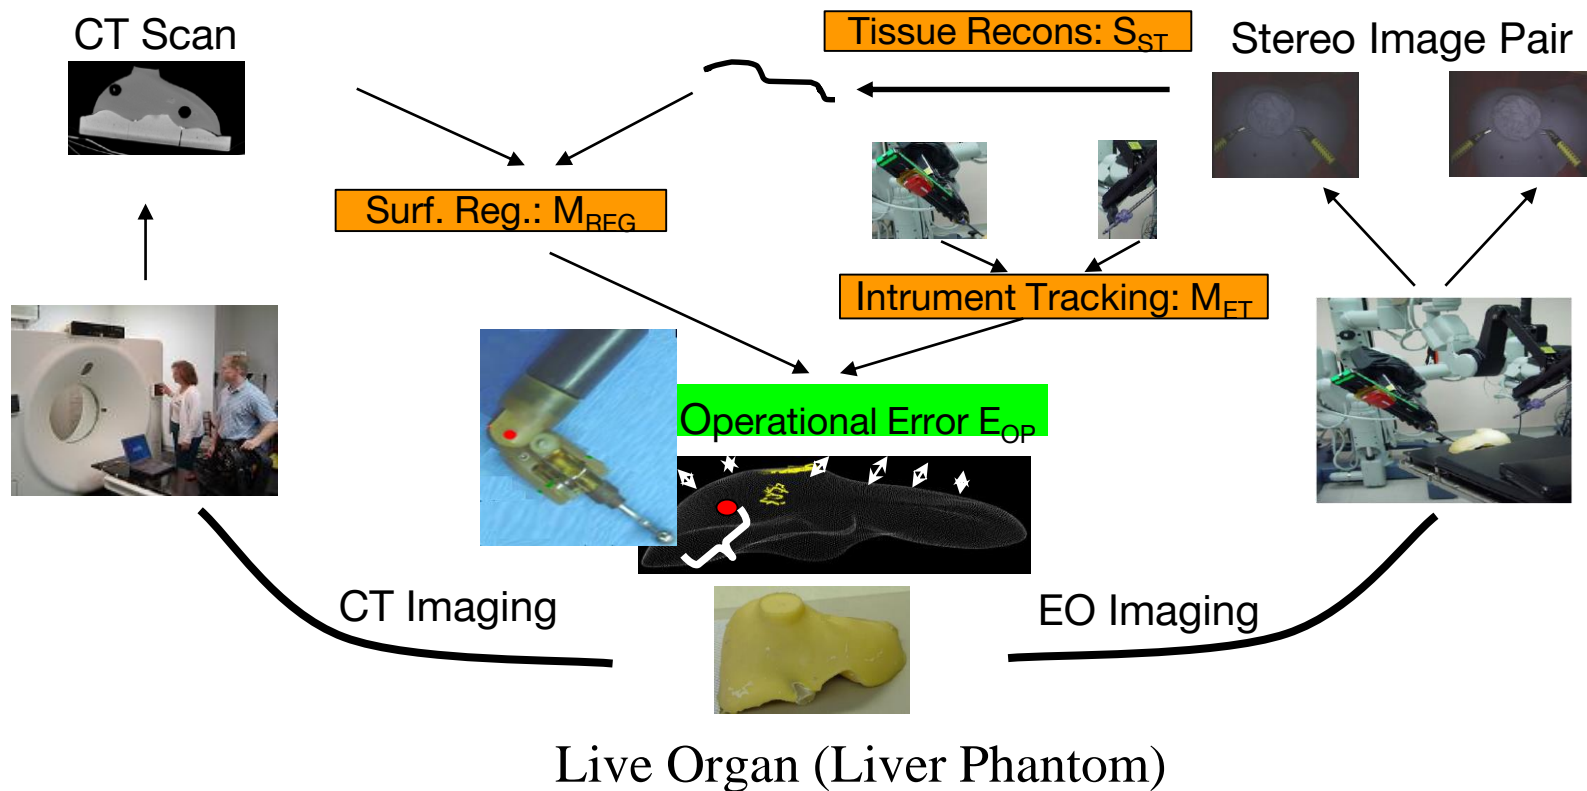 CT Scan
Tissue Recons: S_ST
Stereo Image Pair
Surf. Reg.: M_REG
Intrument Tracking: M_ET
Operational Error E_OP
CT Imaging
EO Imaging
Live Organ (Liver Phantom)